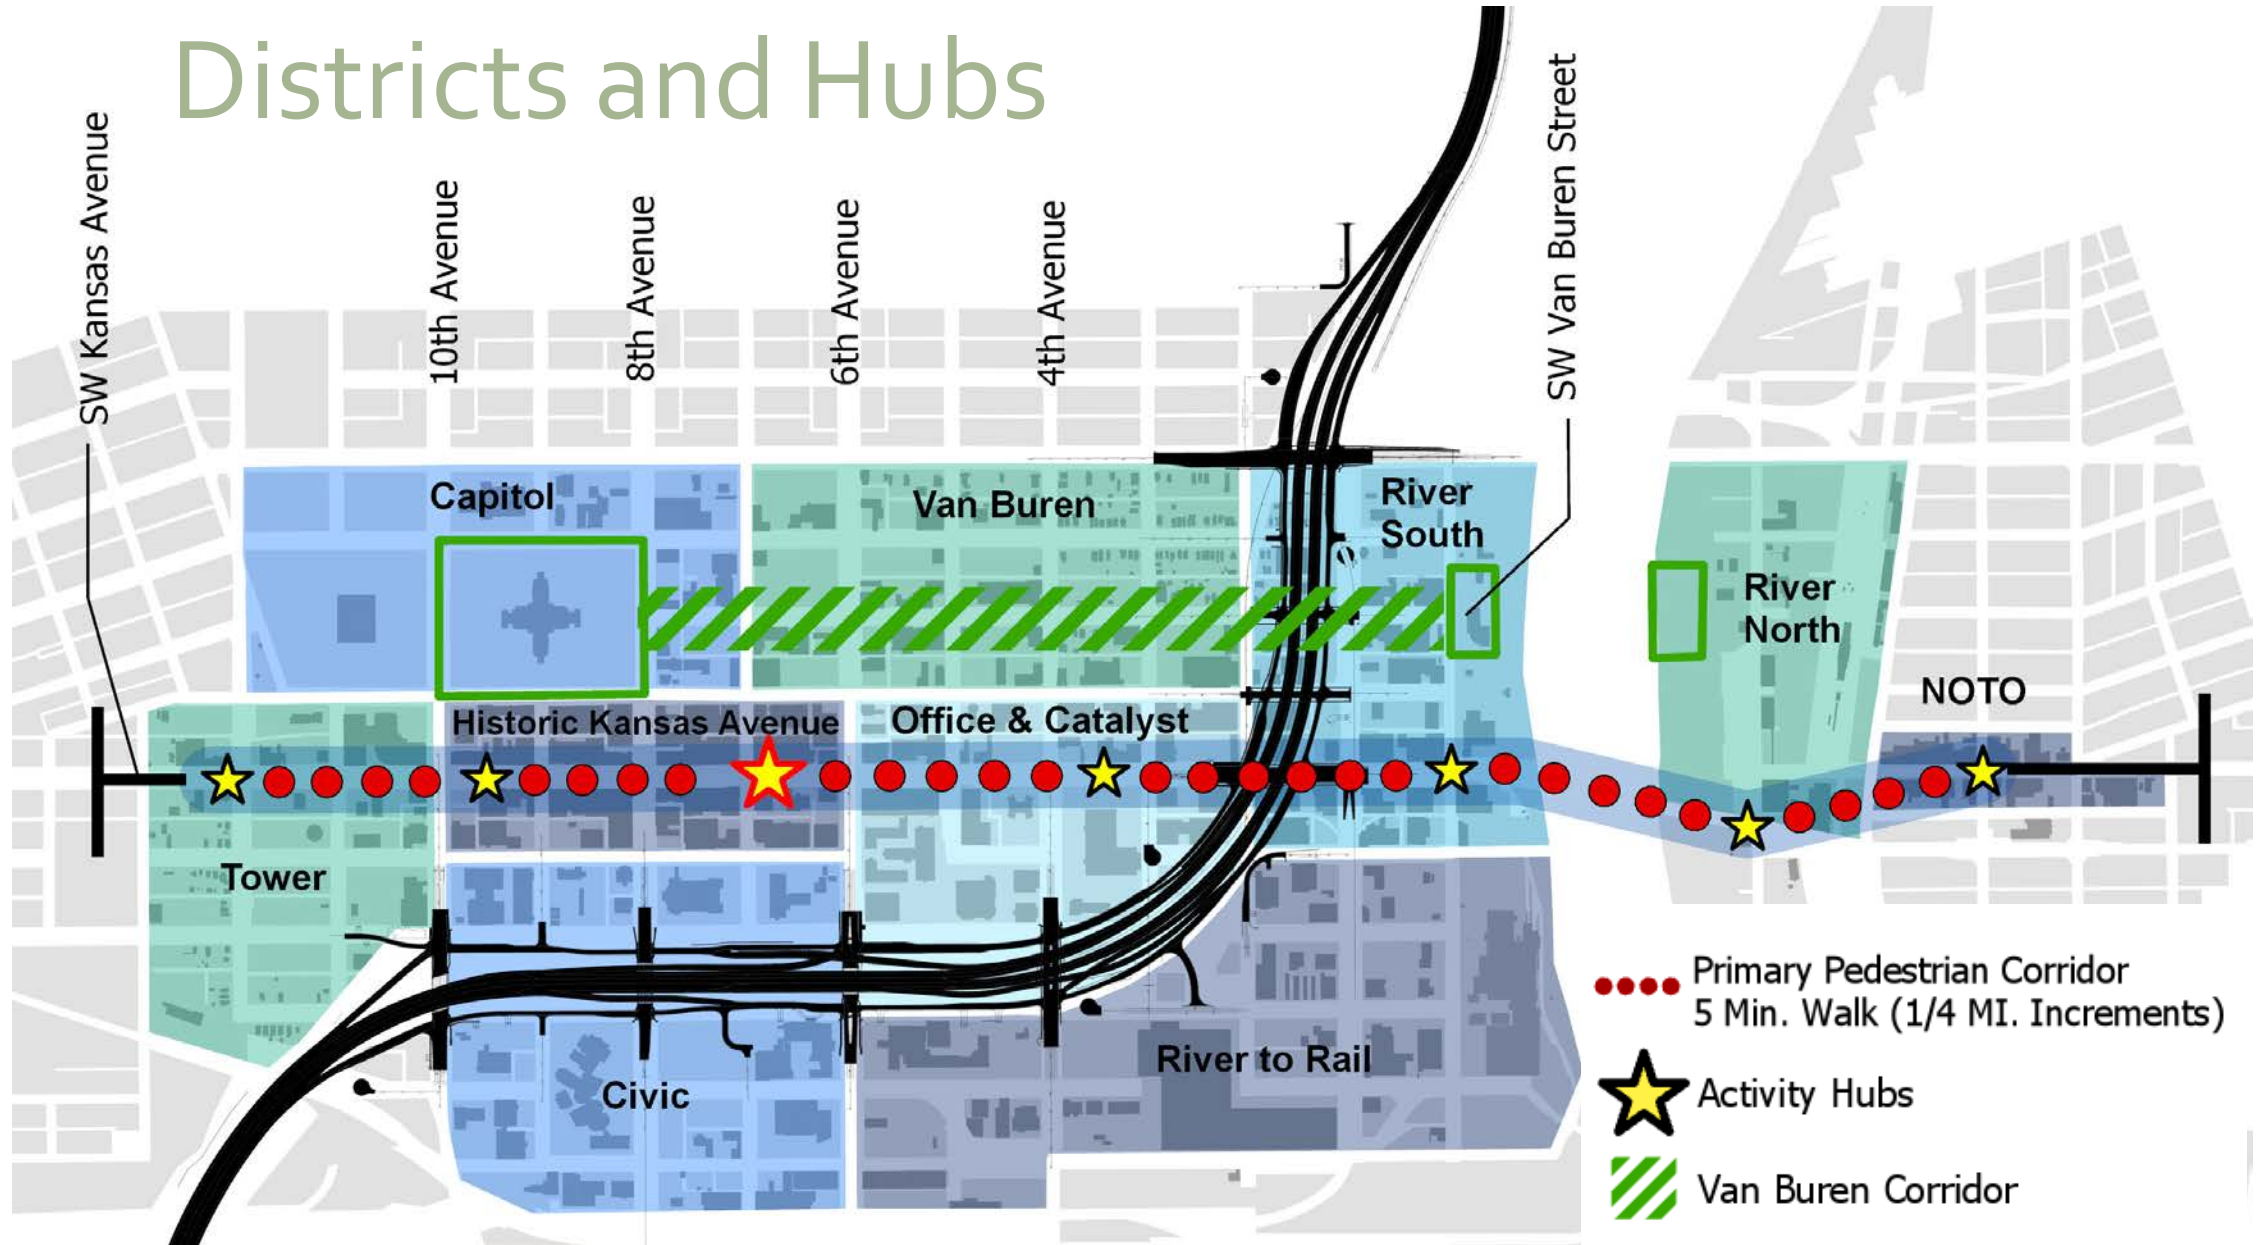 Districts and Hubs
SW Kansas Avenue
10th Avenue
8th Avenue
6th Avenue
4th Avenue
SW Van Buren Street
Capitol
Van Buren
River
South
River
North
NOTO
Historic Kansas Avenue
Office & Catalyst
Tower
Civic
River to Rail
Primary Pedestrian Corridor
5 Min. Walk (1/4 MI. Increments)
Activity Hubs
Van Buren Corridor